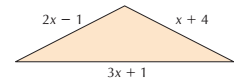 2x − 1
x + 4
3x + 1